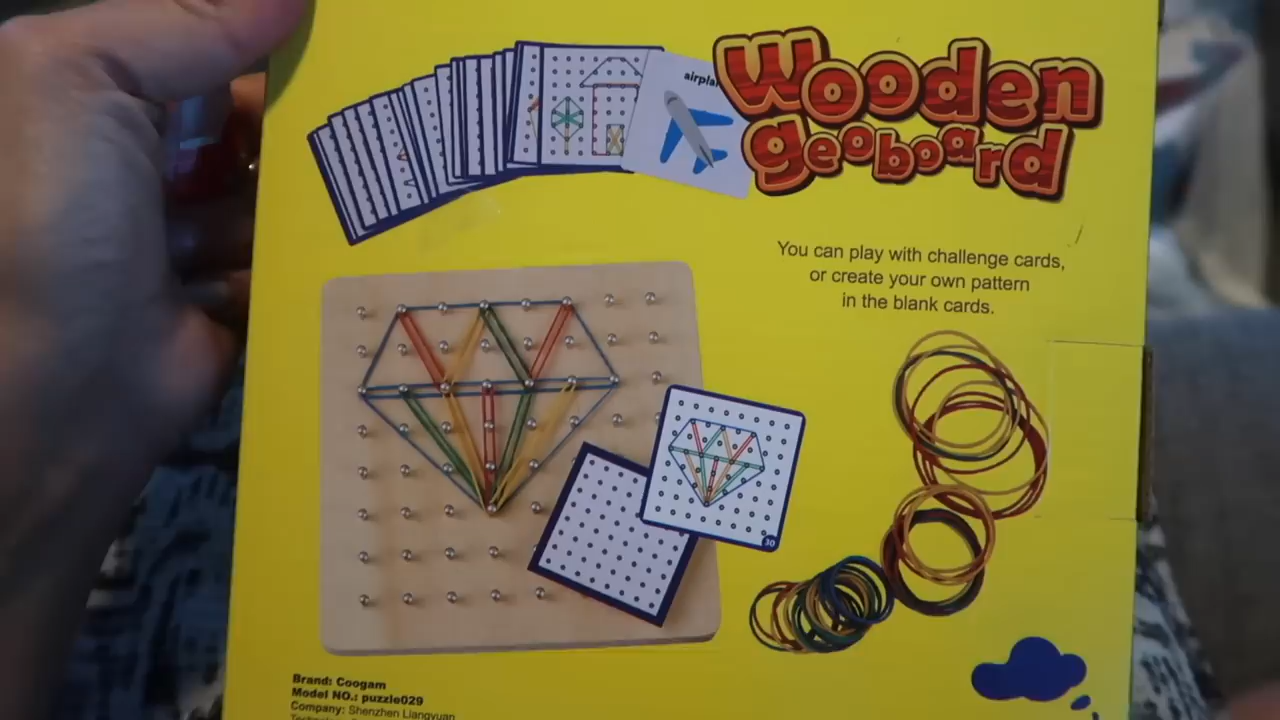 Wooden
geoboard
You can play with challenge cards,
or create your own pattern
in the blank cards.
30
Brand: Coogam
Model NO.: puzzle029
Company: Shenzhen Liangyuan